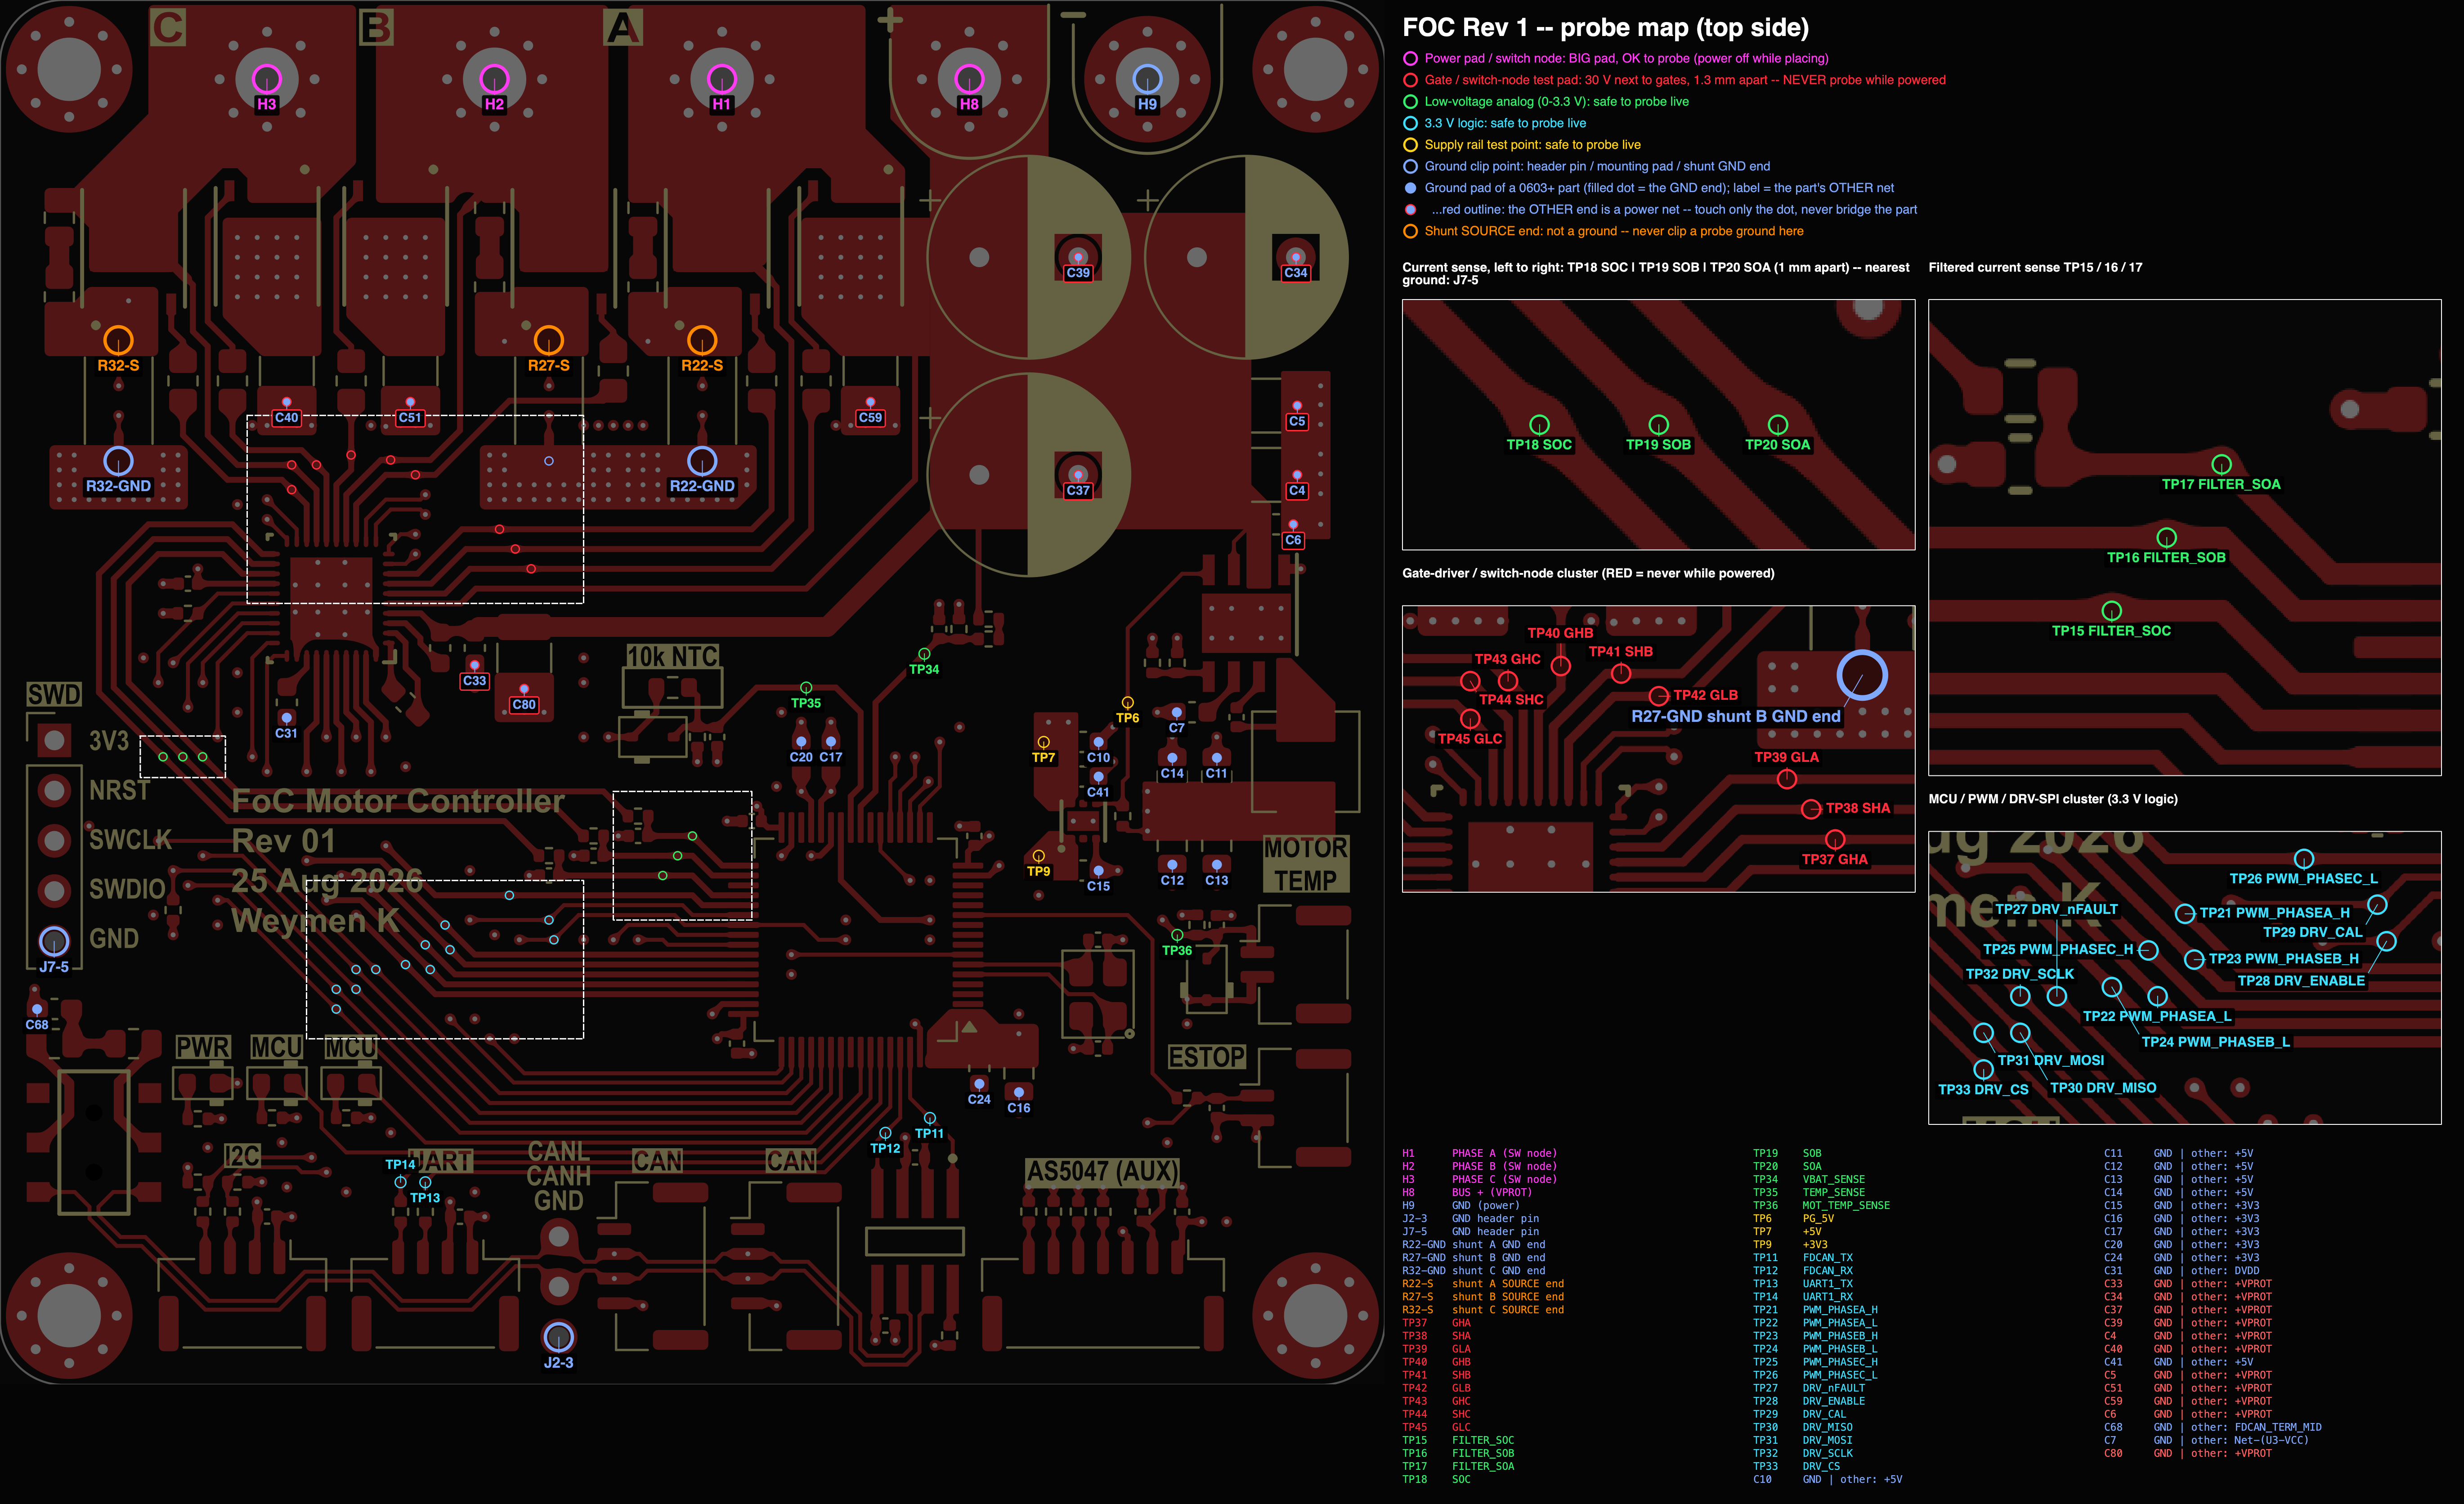 C
B
A
+
−
H3
H2
H1
H8
H9
+
+
C39
C34
R32-S
R27-S
R22-S
C40
C51
C59
+
C5
R32-GND
R22-GND
C37
C4
C6
10k NTC
TP34
C33
C80
TP35
SWD
C31
TP6
C7
3V3
C20
C17
TP7
C10
C14
C11
C41
NRST
FoC Motor Controller
SWCLK
Rev 01
MOTOR
TEMP
TP9
C15
C12
C13
SWDIO
25 Aug 2026
Weymen K
GND
TP36
J7-5
C68
PWR
MCU
MCU
ESTOP
C24
C16
TP11
TP12
I2C
TP14
UART
TP13
CANL
CANH
GND
CAN
CAN
AS5047 (AUX)
J2-3
FOC Rev 1 -- probe map (top side)
Power pad / switch node: BIG pad, OK to probe (power off while placing)
Gate / switch-node test pad: 30 V next to gates, 1.3 mm apart -- NEVER probe while powered
Low-voltage analog (0-3.3 V): safe to probe live
3.3 V logic: safe to probe live
Supply rail test point: safe to probe live
Ground clip point: header pin / mounting pad / shunt GND end
Ground pad of a 0603+ part (filled dot = the GND end); label = the part's OTHER net
...red outline: the OTHER end is a power net -- touch only the dot, never bridge the part
Shunt SOURCE end: not a ground -- never clip a probe ground here
Current sense, left to right: TP18 SOC | TP19 SOB | TP20 SOA (1 mm apart) -- nearest
ground: J7-5
TP18 SOC
TP19 SOB
TP20 SOA
Filtered current sense TP15 / 16 / 17
TP17 FILTER_SOA
TP16 FILTER_SOB
TP15 FILTER_SOC
Gate-driver / switch-node cluster (RED = never while powered)
TP40 GHB
TP41 SHB
TP43 GHC
TP44 SHC
TP42 GLB
R27-GND shunt B GND end
TP45 GLC
TP39 GLA
TP38 SHA
TP37 GHA
MCU / PWM / DRV-SPI cluster (3.3 V logic)
ug 2026
men K
TP26 PWM_PHASEC_L
TP27 DRV_nFAULT
TP21 PWM_PHASEA_H
TP29 DRV_CAL
TP25 PWM_PHASEC_H
TP23 PWM_PHASEB_H
TP32 DRV_SCLK
TP28 DRV_ENABLE
TP22 PWM_PHASEA_L
TP24 PWM_PHASEB_L
TP31 DRV_MOSI
TP33 DRV_CS
TP30 DRV_MISO
H1 PHASE A (SW node)
H2 PHASE B (SW node)
H3 PHASE C (SW node)
H8 BUS + (VPROT)
H9 GND (power)
J2-3 GND header pin
J7-5 GND header pin
R22-GND shunt A GND end
R27-GND shunt B GND end
R32-GND shunt C GND end
R22-S shunt A SOURCE end
R27-S shunt B SOURCE end
R32-S shunt C SOURCE end
TP37 GHA
TP38 SHA
TP39 GLA
TP40 GHB
TP41 SHB
TP42 GLB
TP43 GHC
TP44 SHC
TP45 GLC
TP15 FILTER_SOC
TP16 FILTER_SOB
TP17 FILTER_SOA
TP18 SOC
TP19 SOB
TP20 SOA
TP34 VBAT_SENSE
TP35 TEMP_SENSE
TP36 MOT_TEMP_SENSE
TP6 PG_5V
TP7 +5V
TP9 +3V3
TP11 FDCAN_TX
TP12 FDCAN_RX
TP13 UART1_TX
TP14 UART1_RX
TP21 PWM_PHASEA_H
TP22 PWM_PHASEA_L
TP23 PWM_PHASEB_H
TP24 PWM_PHASEB_L
TP25 PWM_PHASEC_H
TP26 PWM_PHASEC_L
TP27 DRV_nFAULT
TP28 DRV_ENABLE
TP29 DRV_CAL
TP30 DRV_MISO
TP31 DRV_MOSI
TP32 DRV_SCLK
TP33 DRV_CS
C10 GND | other: +5V
C11 GND | other: +5V
C12 GND | other: +5V
C13 GND | other: +5V
C14 GND | other: +5V
C15 GND | other: +3V3
C16 GND | other: +3V3
C17 GND | other: +3V3
C20 GND | other: +3V3
C24 GND | other: +3V3
C31 GND | other: DVDD
C33 GND | other: +VPROT
C34 GND | other: +VPROT
C37 GND | other: +VPROT
C39 GND | other: +VPROT
C4 GND | other: +VPROT
C40 GND | other: +VPROT
C41 GND | other: +5V
C5 GND | other: +VPROT
C51 GND | other: +VPROT
C59 GND | other: +VPROT
C6 GND | other: +VPROT
C68 GND | other: FDCAN_TERM_MID
C7 GND | other: Net-(U3-VCC)
C80 GND | other: +VPROT